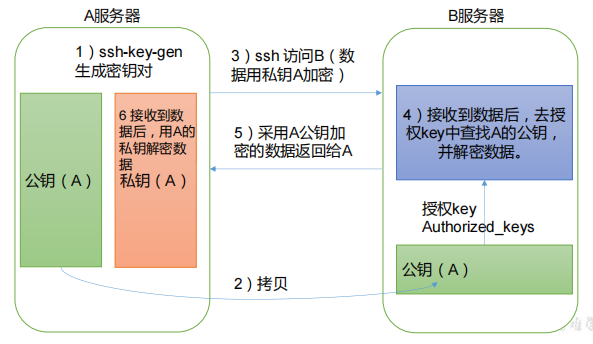 A服务器
B服务器
1）ssh-key-gen
生成密钥对
3）ssh 访问B（数
据用私钥A加密）
公钥（A）
6 接收到数
据后，用A的
私钥解密数
据
私钥（A）
5）采用A公钥加
密的数据返回给A
4）接收到数据后，去授
权key中查找A的公钥，
并解密数据。
授权key
Authorized_keys
公钥（A）
2）拷贝